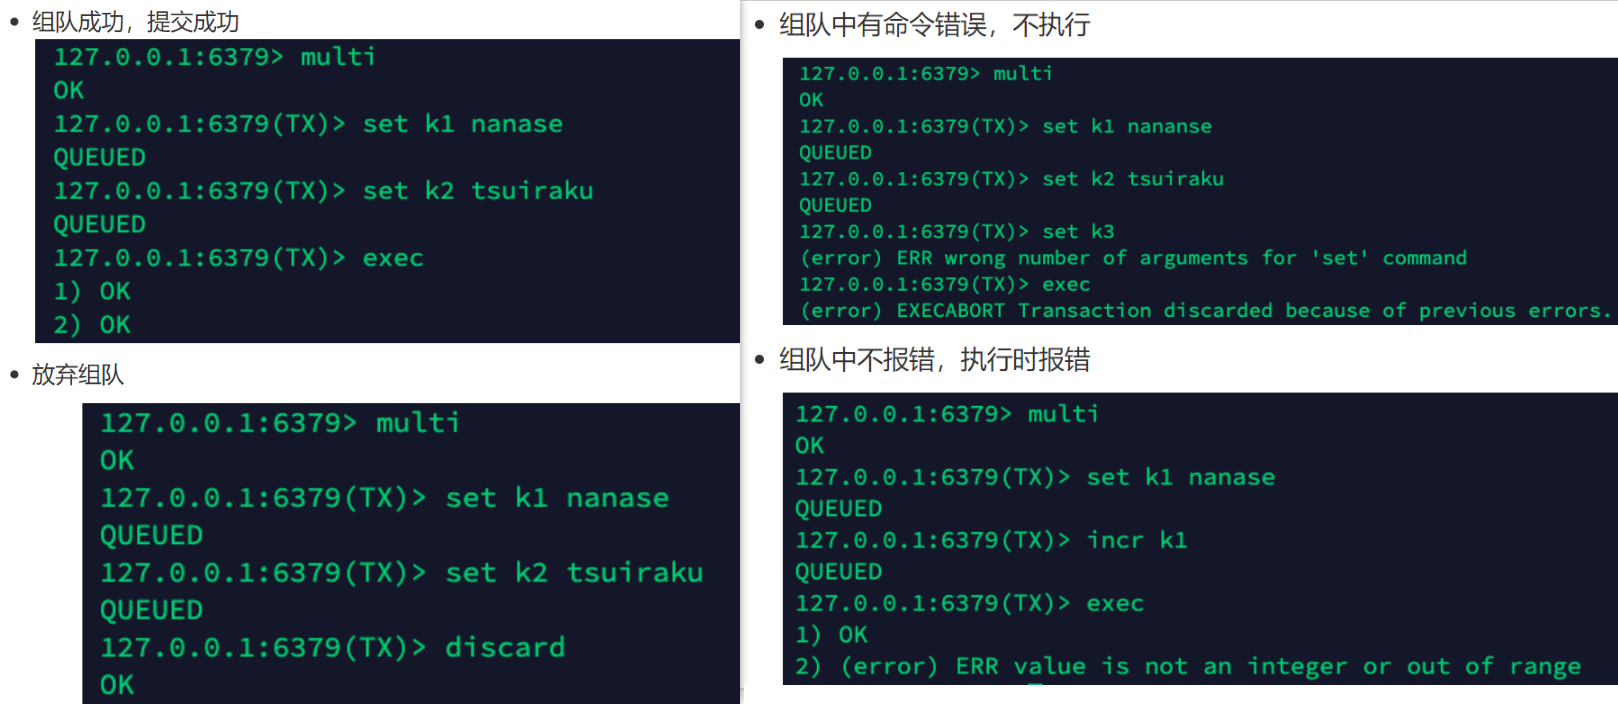 组队成功，提交成功
127.0.0.1:6379> multi
OK
127.0.0.1:6379(TX)> set k1 nanase
QUEUED
127.0.0.1:6379(TX)> set k2 tsuiraku
QUEUED
127.0.0.1:6379(TX)> exec
1) OK
2) OK
放弃组队
127.0.0.1:6379> multi
OK
127.0.0.1:6379(TX)> set k1 nanase
QUEUED
127.0.0.1:6379(TX)> set k2 tsuiraku
QUEUED
127.0.0.1:6379(TX)> discard
OK
组队中有命令错误，不执行
127.0.0.1:6379> multi
OK
127.0.0.1:6379(TX)> set k1 nananse
QUEUED
127.0.0.1:6379(TX)> set k2 tsuiraku
QUEUED
127.0.0.1:6379(TX)> set k3
(error) ERR wrong number of arguments for 'set' command
127.0.0.1:6379(TX)> exec
(error) EXECABORT Transaction discarded because of previous errors.
组队中不报错，执行时报错
127.0.0.1:6379> multi
OK
127.0.0.1:6379(TX)> set k1 nanase
QUEUED
127.0.0.1:6379(TX)> incr k1
QUEUED
127.0.0.1:6379(TX)> exec
1) OK
2) (error) ERR value is not an integer or out of range